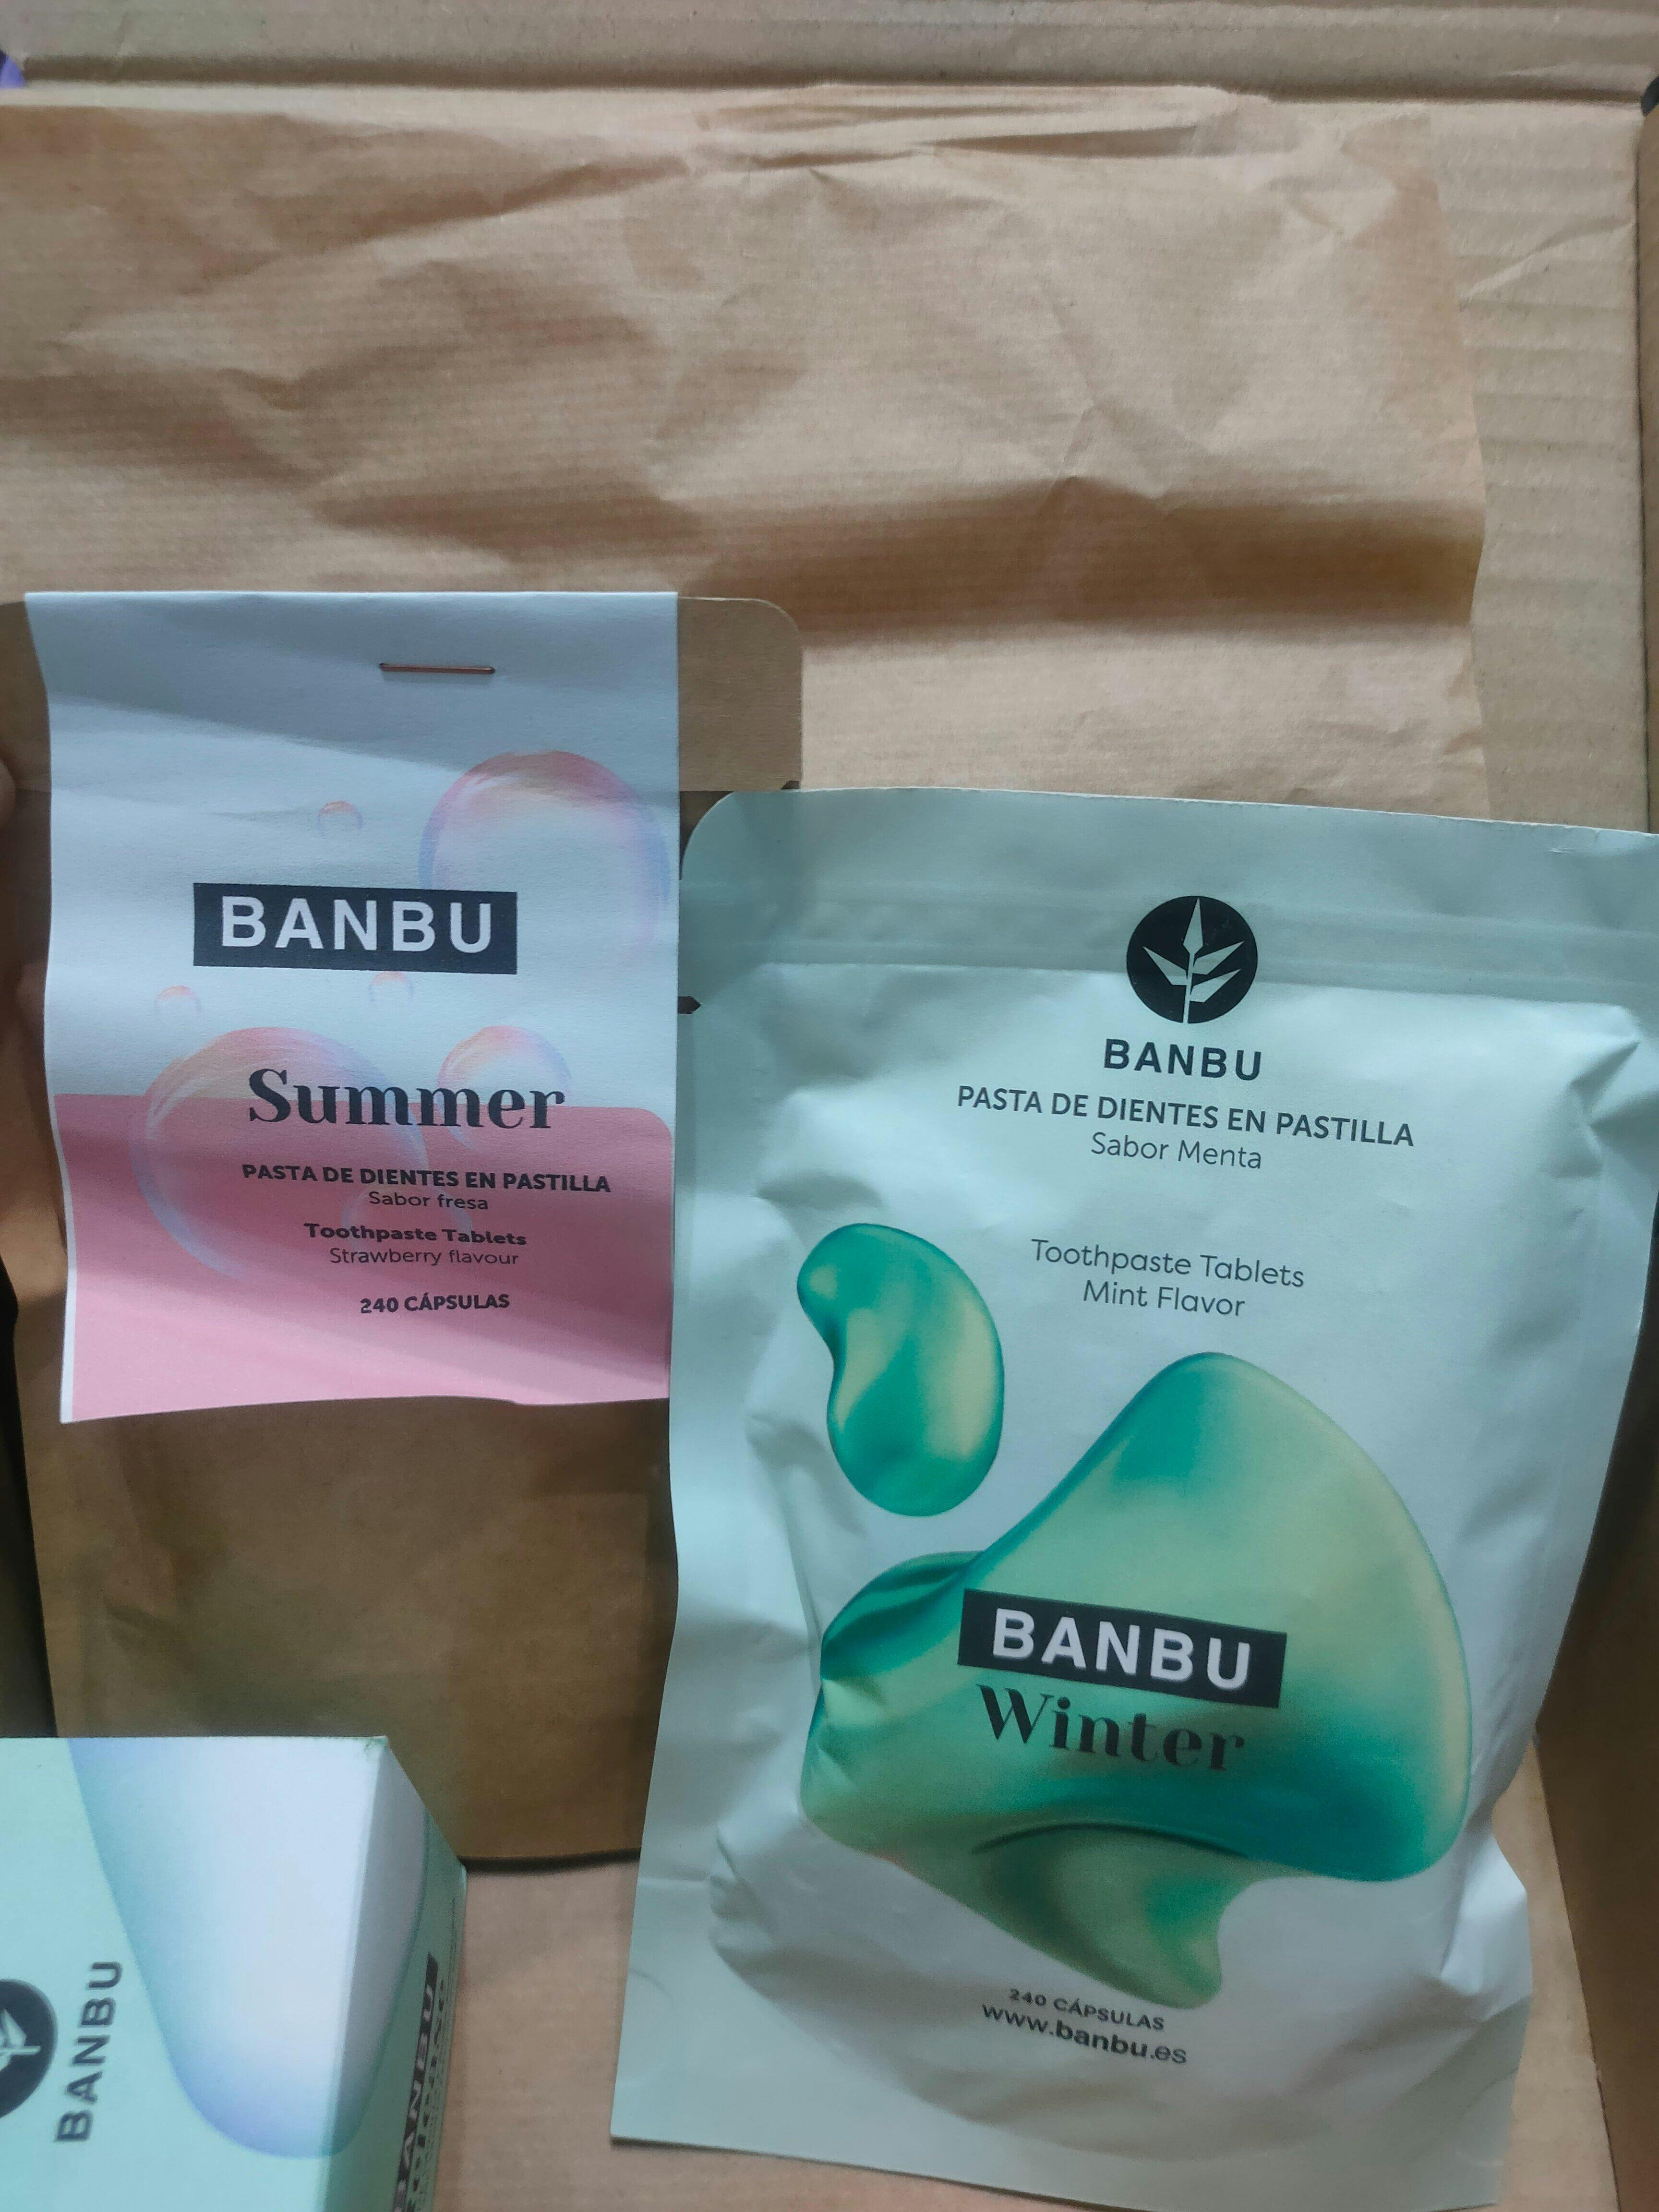 BANBU
Summer
PASTA DE DIENTES EN PASTILLA
Sabor fresa
Toothpaste Tablets
Strawberry flavour
240 CÁPSULAS
BANBU
PASTA DE DIENTES EN PASTILLA
Sabor Menta
Toothpaste Tablets
Mint Flavor
BANBU
Winter
240 CÁPSULAS
www.banbu.es
BANBU
BANBU